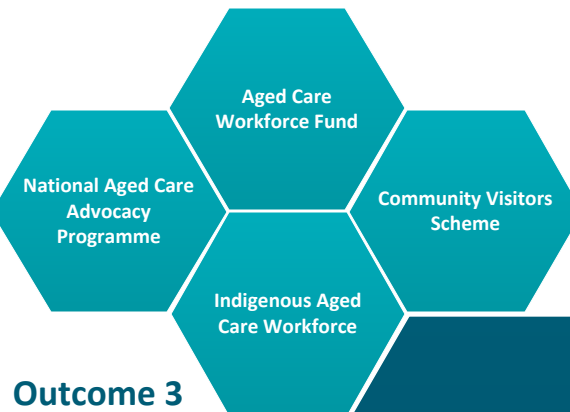 Aged Care
Workforce Fund
National Aged Care
Advocacy
Programme
Community Visitors
Scheme
Indigenous Aged
Care Workforce
Outcome 3